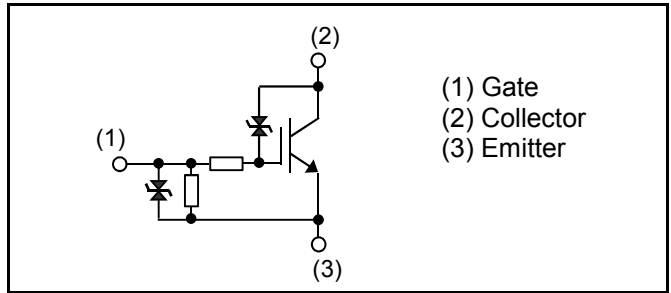 (2)
(1)
(3)
(1) Gate
(2) Collector
(3) Emitter